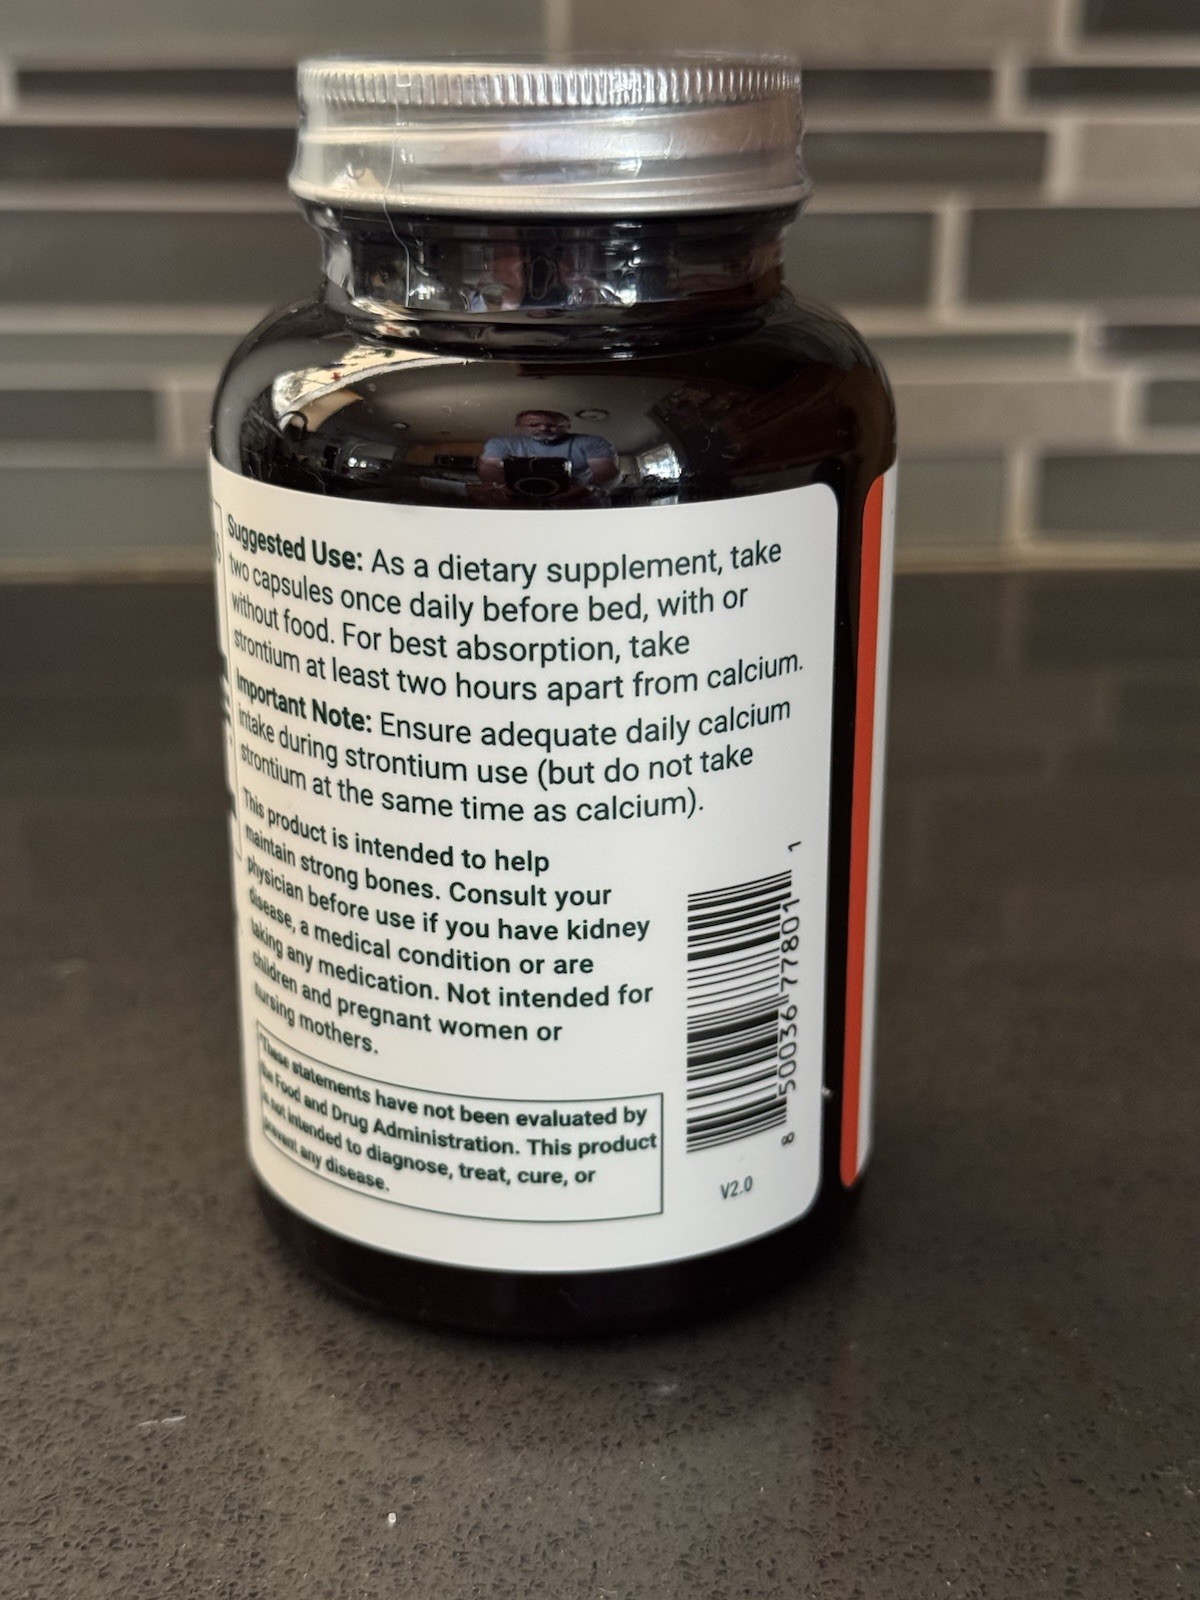 Suggested Use: As a dietary supplement, take
two capsules once daily before bed, with or
without food. For best absorption, take
strontium at least two hours apart from calcium.
Important Note: Ensure adequate daily calcium
intake during strontium use (but do not take
strontium at the same time as calcium).
This product is intended to help
maintain strong bones. Consult your
physician before use if you have kidney
disease, a medical condition or are
taking any medication. Not intended for
children and pregnant women or
nursing mothers.
These statements have not been evaluated by
the Food and Drug Administration. This product
is not intended to diagnose, treat, cure, or
prevent any disease.
8 50036 77801 1
V2.0